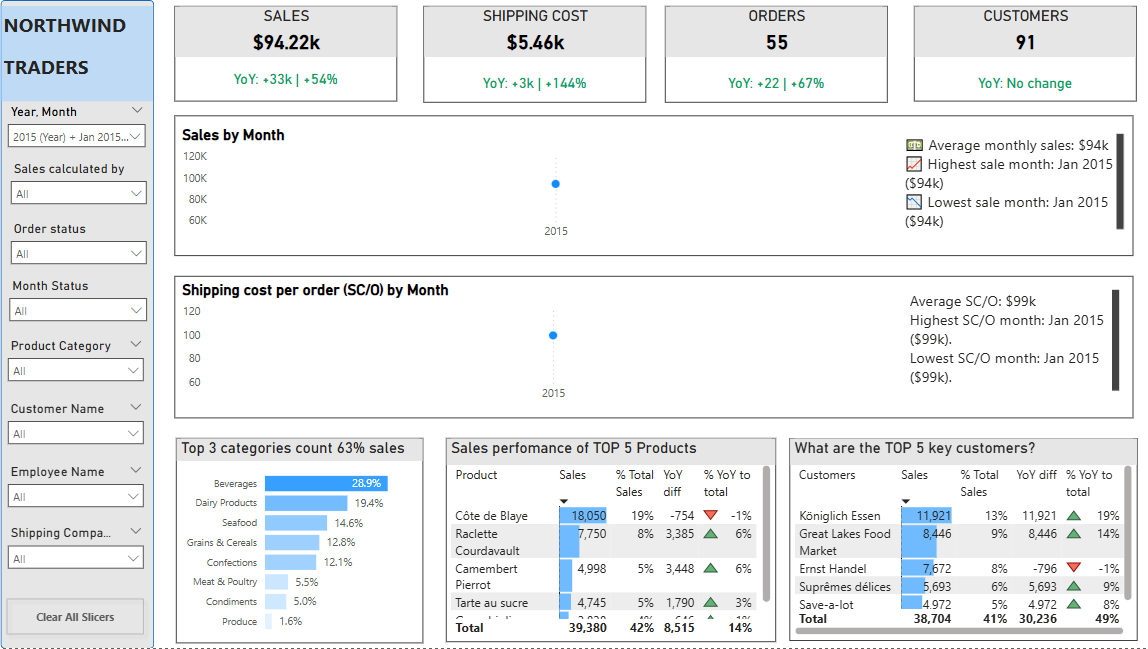 NORTHWIND
TRADERS
Year, Month
2015 (Year) + Jan 2015...
Sales calculated by
All
Order status
All
Month Status
All
Product Category
All
Customer Name
All
Employee Name
All
Shipping Compa...
All
Clear All Slicers
SALES
$94.22k
YoY: +33k | +54%
SHIPPING COST
$5.46k
YoY: +3k | +144%
ORDERS
55
YoY: +22 | +67%
CUSTOMERS
91
YoY: No change
Sales by Month
120K
100K
80K
60K
2015
Average monthly sales: $94k
Highest sale month: Jan 2015
($94k)
Lowest sale month: Jan 2015
($94k)
Shipping cost per order (SC/O) by Month
120
100
80
60
2015
Average SC/O: $99k
Highest SC/O month: Jan 2015
($99k).
Lowest SC/O month: Jan 2015
($99k).
Top 3 categories count 63% sales
Beverages 28.9%
Dairy Products 19.4%
Seafood 14.6%
Grains & Cereals 12.8%
Confections 12.1%
Meat & Poultry 5.5%
Condiments 5.0%
Produce 1.6%
Sales perfomance of TOP 5 Products
Product Sales % Total YoY % YoY to
Sales diff total
Côte de Blaye 18,050 19% -754 -1%
Raclette 7,750 8% 3,385 6%
Courdavault
Camembert 4,998 5% 3,448 6%
Pierrot
Tarte au sucre 4,745 5% 1,790 3%
Total 39,380 42% 8,515 14%
What are the TOP 5 key customers?
Customers Sales % Total YoY diff % YoY to
Sales total
Königlich Essen 11,921 13% 11,921 19%
Great Lakes Food 8,446 9% 8,446 14%
Market
Ernst Handel 7,672 8% -796 -1%
Suprêmes délices 5,693 6% 5,693 9%
Save-a-lot 4,972 5% 4,972 8%
Total 38,704 41% 30,236 49%